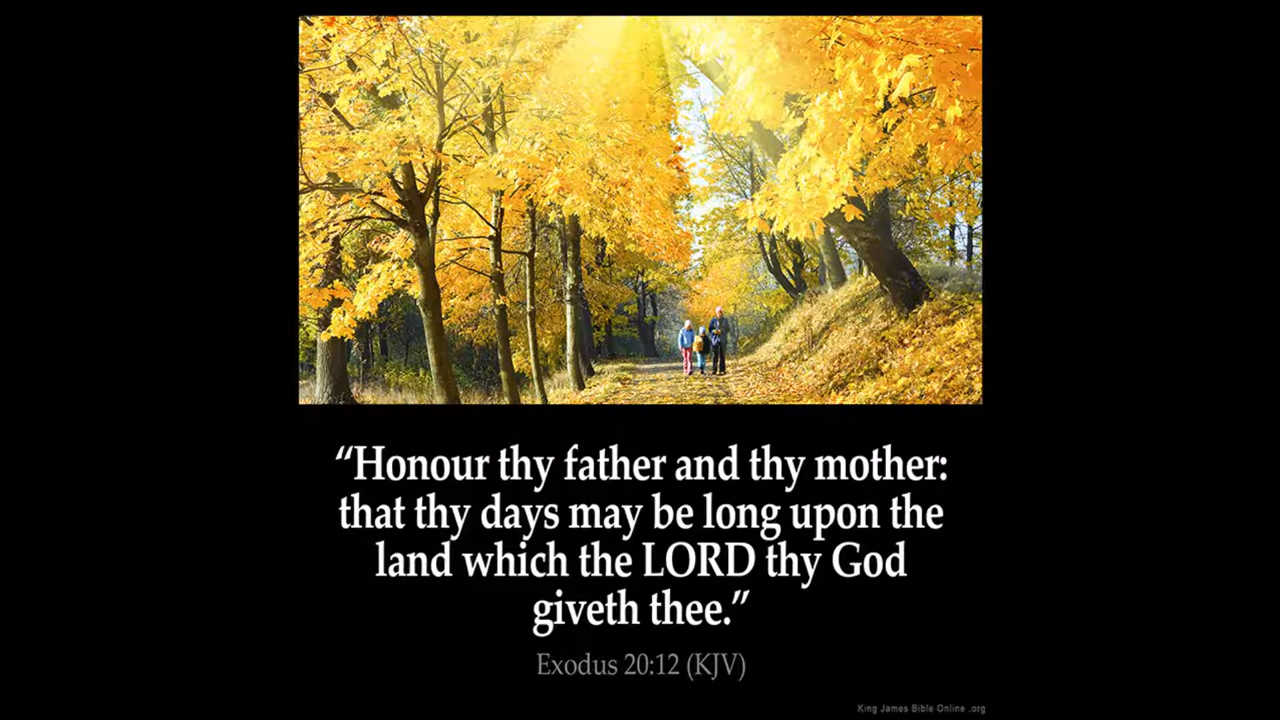 “Honour thy father and thy mother:
that thy days may be long upon the
land which the LORD thy God
giveth thee.”
Exodus 20:12 (KJV)
King James Bible Online .org